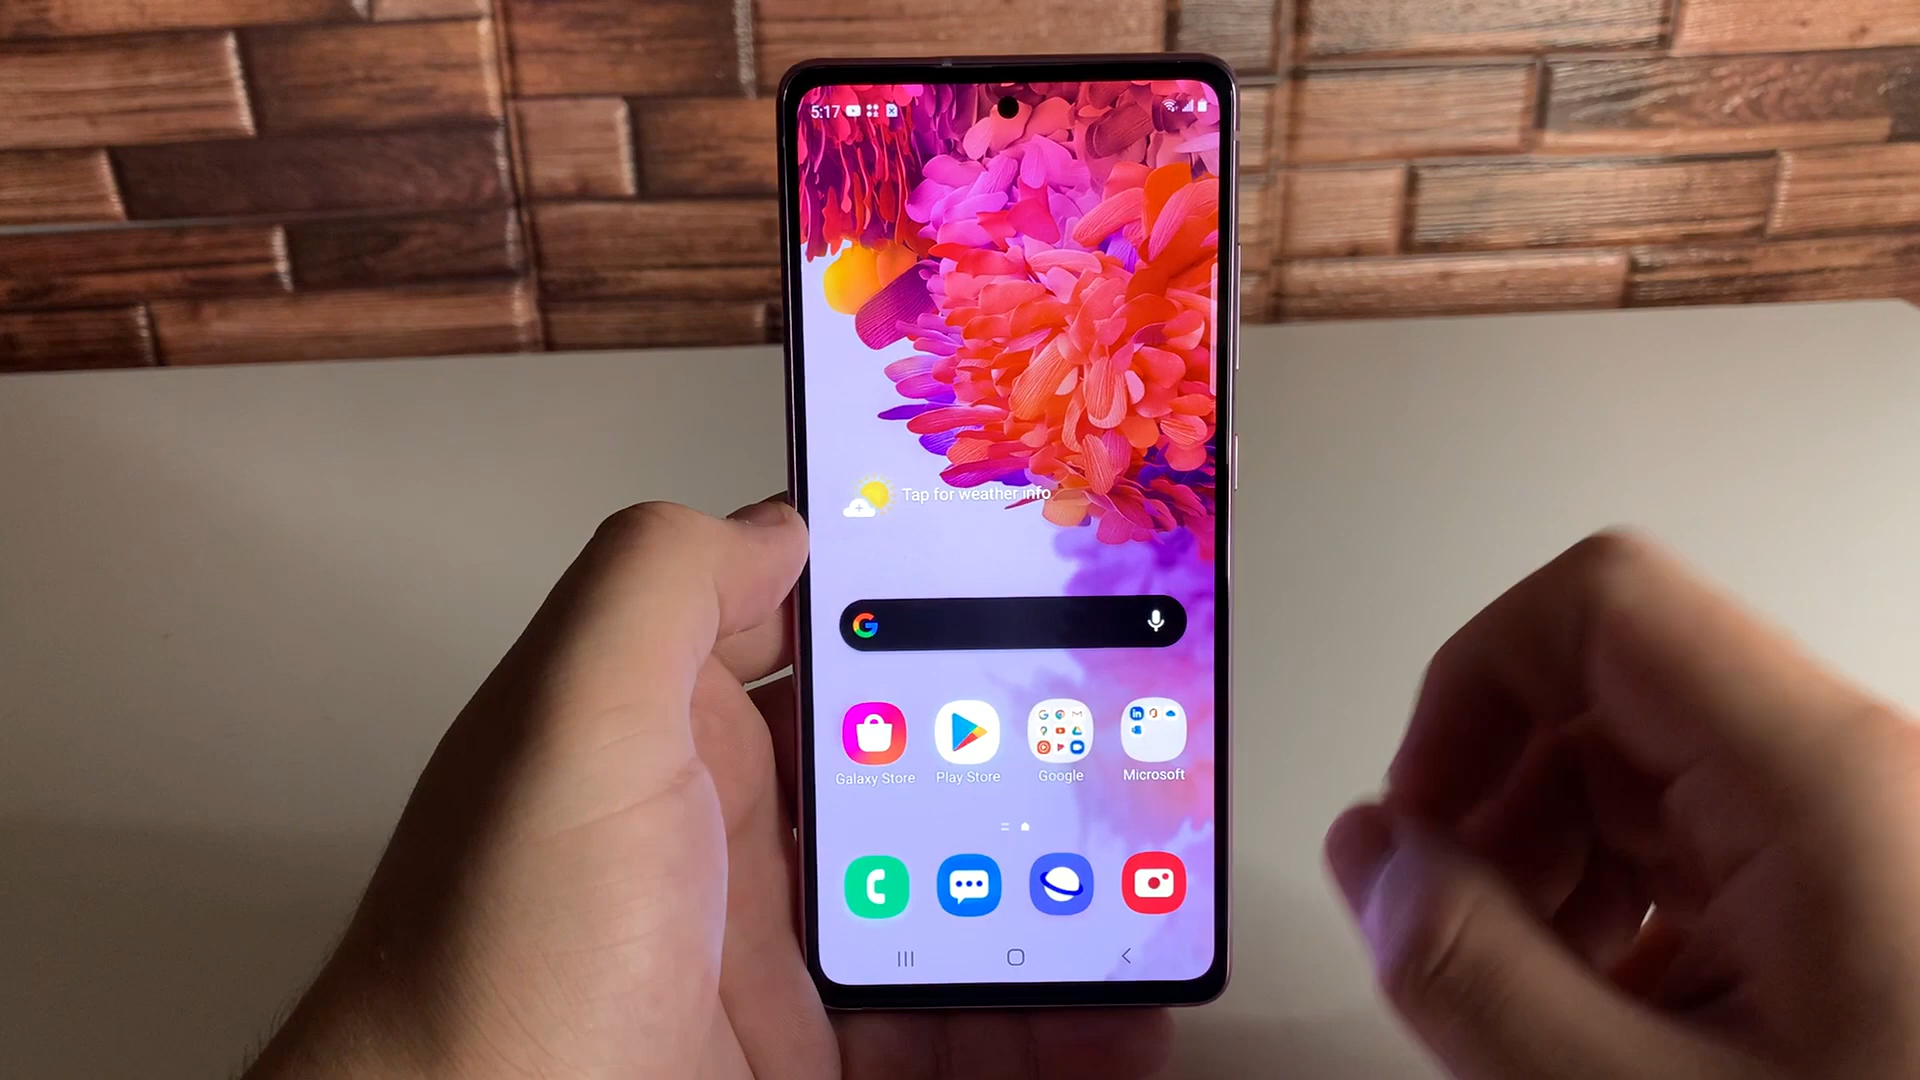 5:17
Tap for weather info
Galaxy Store
Play Store
Google
Microsoft